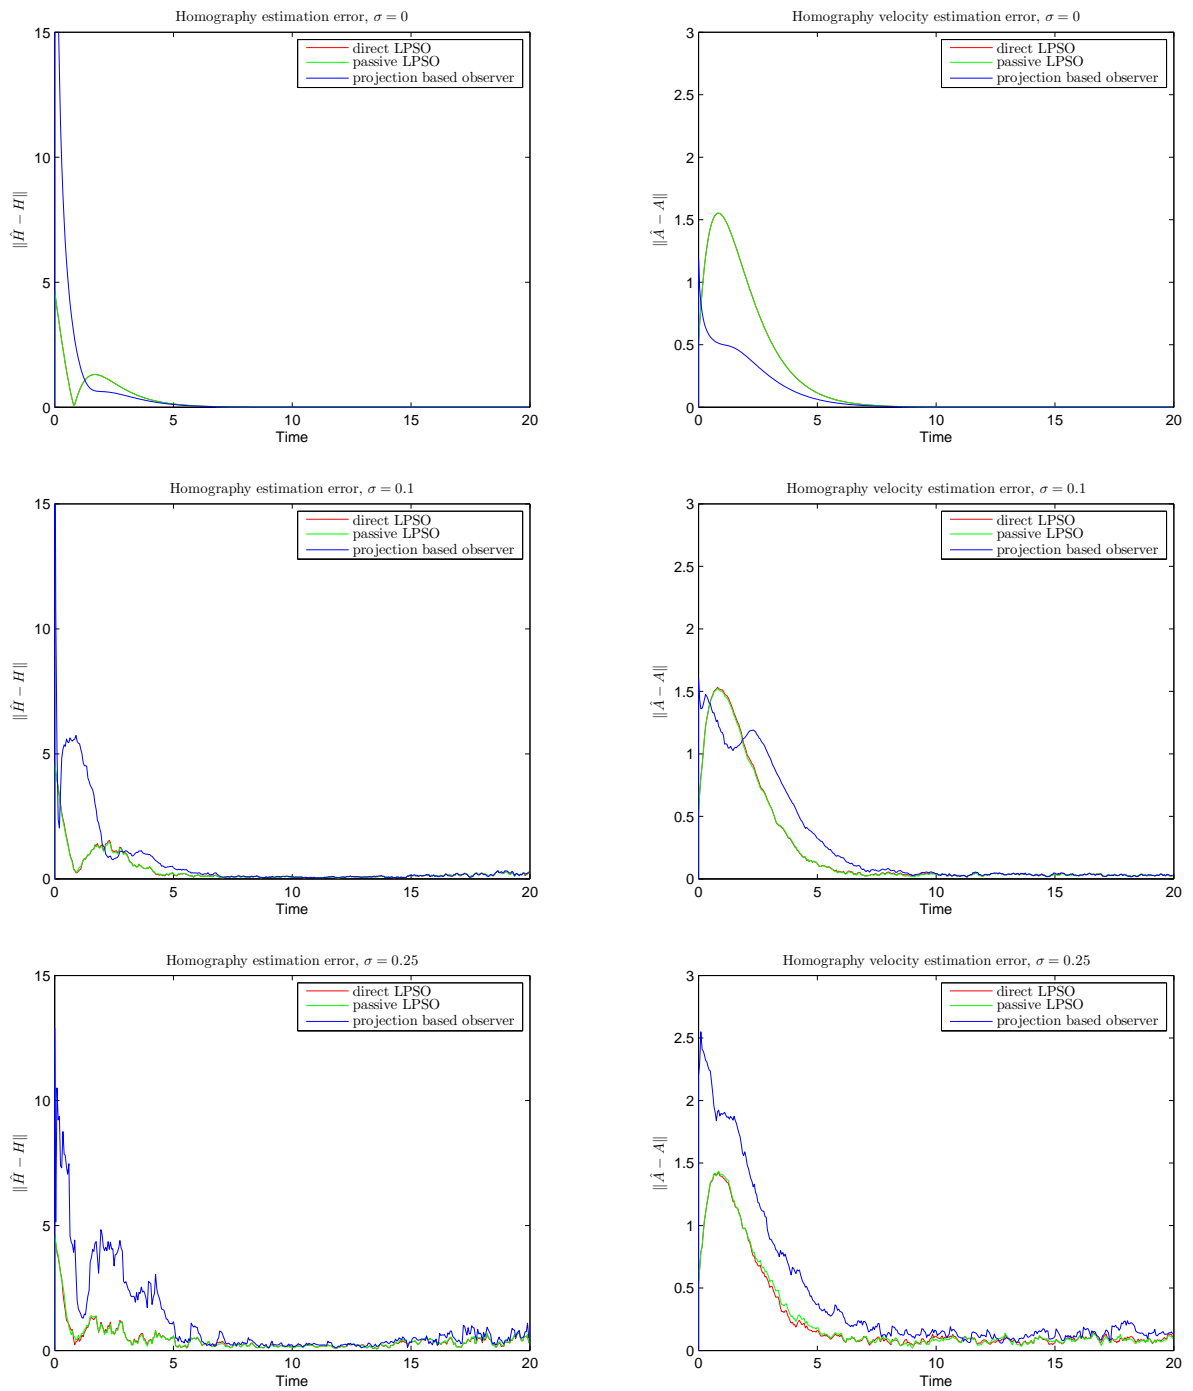 Homography estimation error, σ = 0
direct LPSO
passive LPSO
projection based observer
15
10
5
0
‖Ĥ − H‖
0 5 10 15 20
Time
Homography velocity estimation error, σ = 0
direct LPSO
passive LPSO
projection based observer
3
2.5
2
1.5
1
0.5
0
‖Â − A‖
0 5 10 15 20
Time
Homography estimation error, σ = 0.1
direct LPSO
passive LPSO
projection based observer
15
10
5
0
‖Ĥ − H‖
0 5 10 15 20
Time
Homography velocity estimation error, σ = 0.1
direct LPSO
passive LPSO
projection based observer
3
2.5
2
1.5
1
0.5
0
‖Â − A‖
0 5 10 15 20
Time
Homography estimation error, σ = 0.25
direct LPSO
passive LPSO
projection based observer
15
10
5
0
‖Ĥ − H‖
0 5 10 15 20
Time
Homography velocity estimation error, σ = 0.25
direct LPSO
passive LPSO
projection based observer
3
2.5
2
1.5
1
0.5
0
‖Â − A‖
0 5 10 15 20
Time